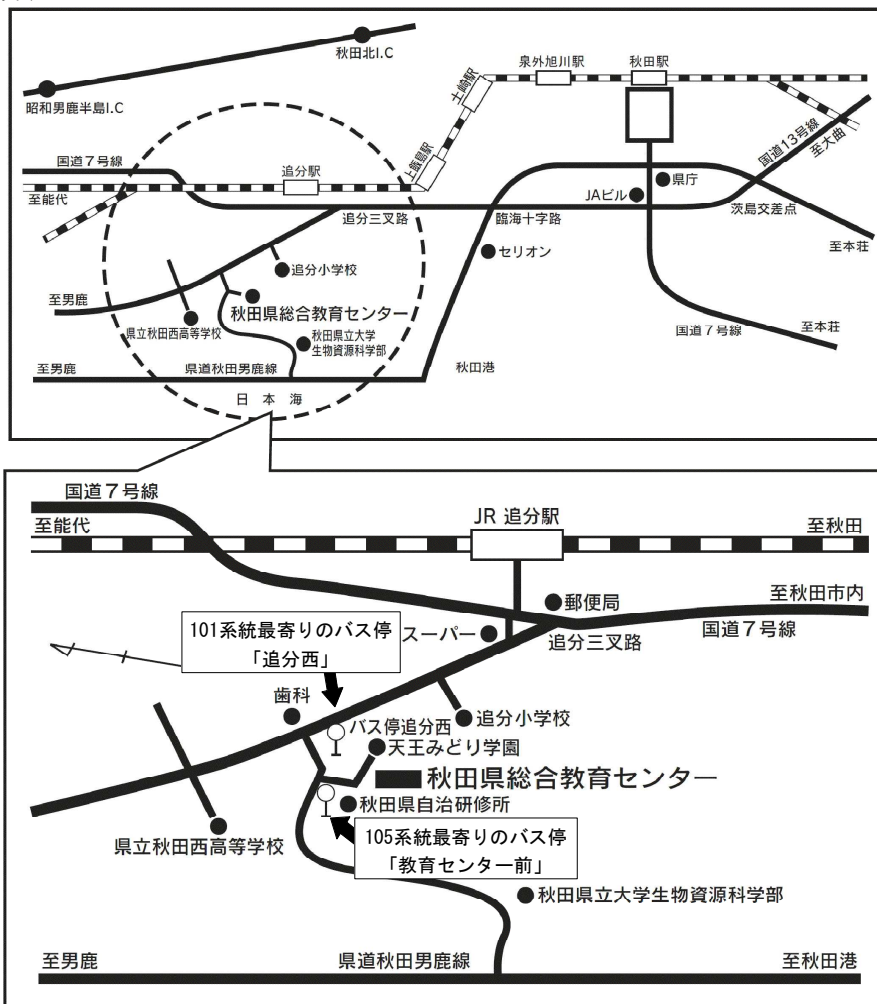 秋田北I.C
昭和男鹿半島I.C
泉外旭川駅
秋田駅
土崎駅
上飯島駅
国道7号線
追分駅
至能代
国道13号線
至大曲
県庁
JAビル
追分三叉路
臨海十字路
茨島交差点
セリオン
至本荘
追分小学校
至男鹿
秋田県総合教育センター
県立秋田西高等学校
秋田県立大学
生物資源科学部
国道7号線
至本荘
至男鹿
県道秋田男鹿線
秋田港
日本海
国道7号線
JR 追分駅
至能代
至秋田
至秋田市内
郵便局
101系統最寄りのバス停
「追分西」
スーパー
追分三叉路
国道7号線
歯科
追分小学校
バス停追分西
天王みどり学園
秋田県総合教育センター
秋田県自治研修所
105系統最寄りのバス停
「教育センター前」
県立秋田西高等学校
秋田県立大学生物資源科学部
至男鹿
県道秋田男鹿線
至秋田港